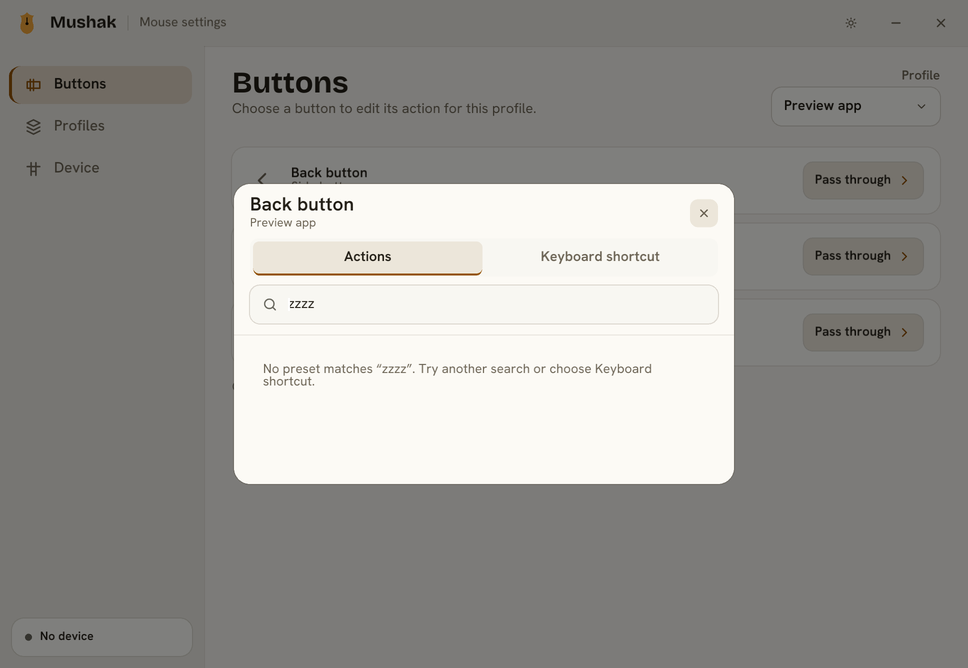 Mushak
Mouse settings
Buttons
Profiles
Device
No device
Buttons
Choose a button to edit its action for this profile.
Profile
Preview app
Back button
Pass through
Pass through
Pass through
Back button
Preview app
Actions
Keyboard shortcut
zzzz
No preset matches “zzzz”. Try another search or choose Keyboard
shortcut.